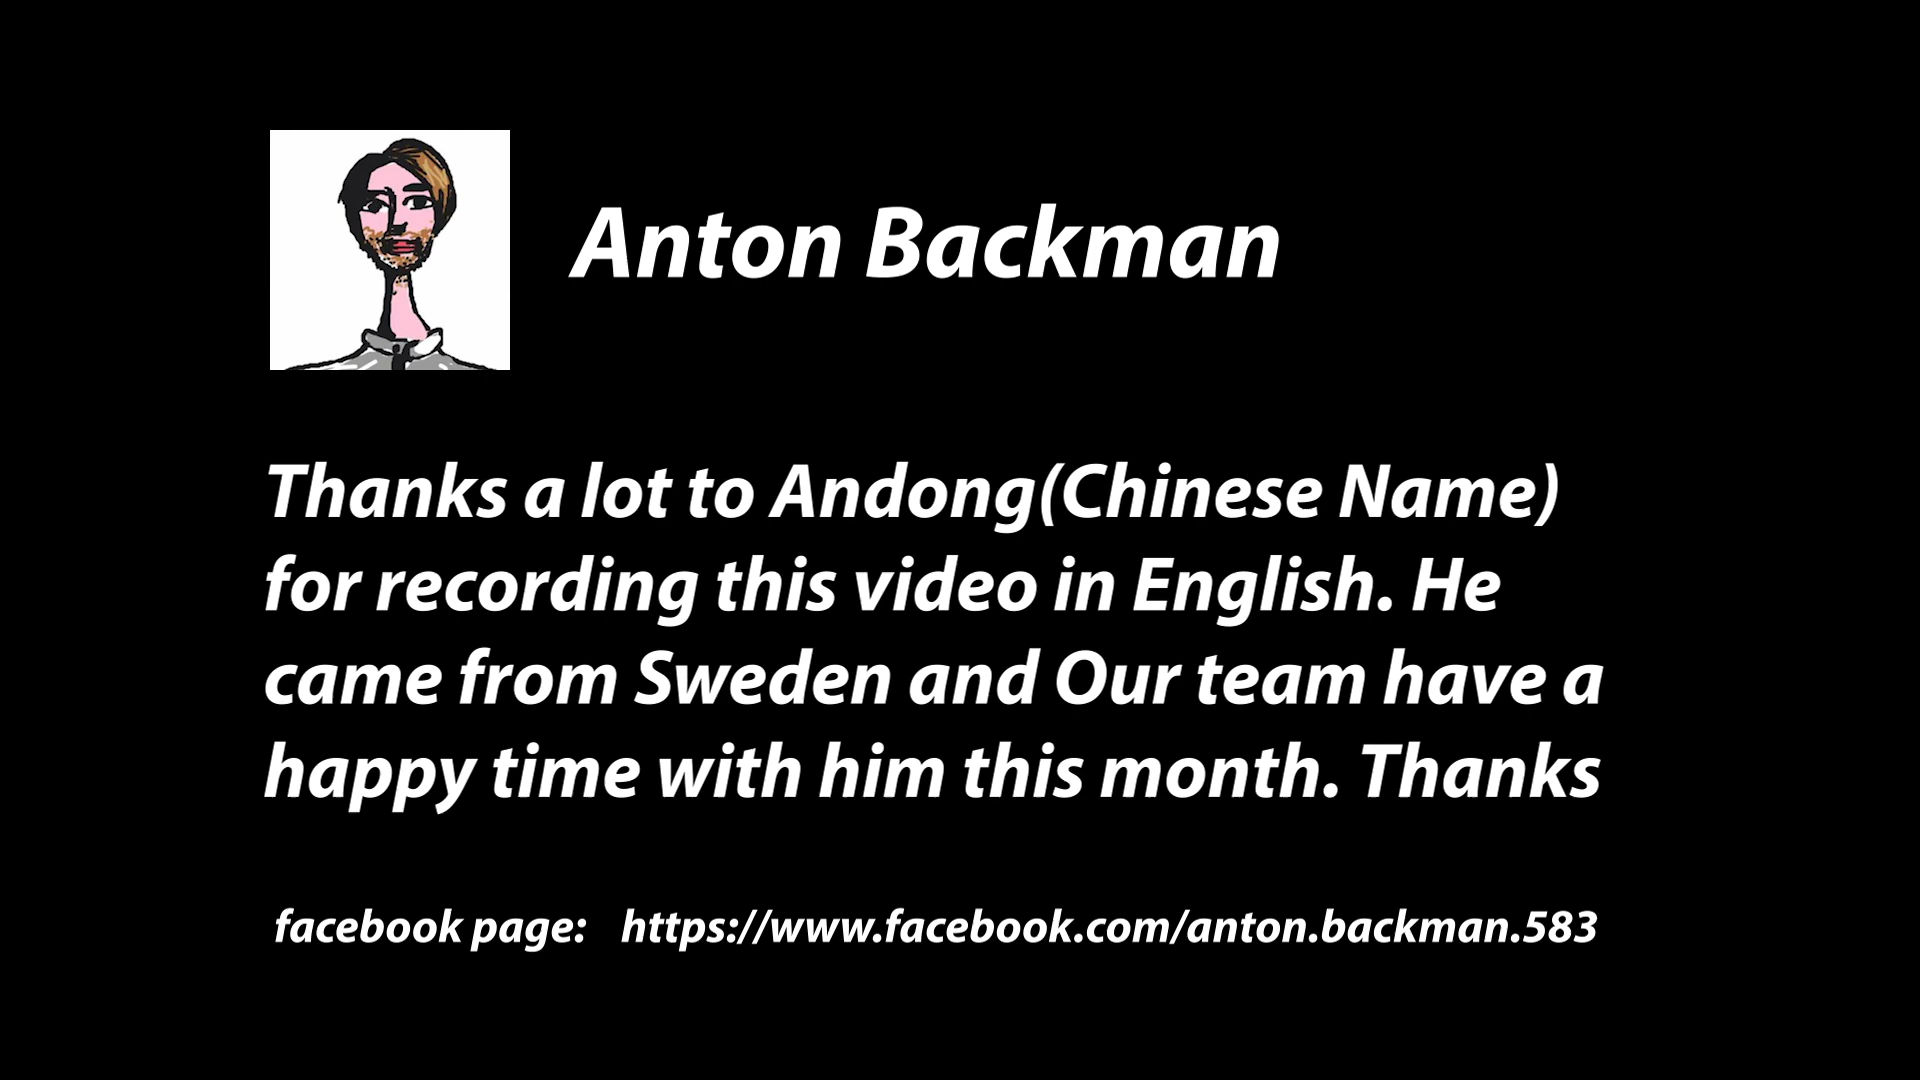 Anton Backman
Thanks a lot to Andong(Chinese Name)
for recording this video in English. He
came from Sweden and Our team have a
happy time with him this month. Thanks
facebook page: https://www.facebook.com/anton.backman.583